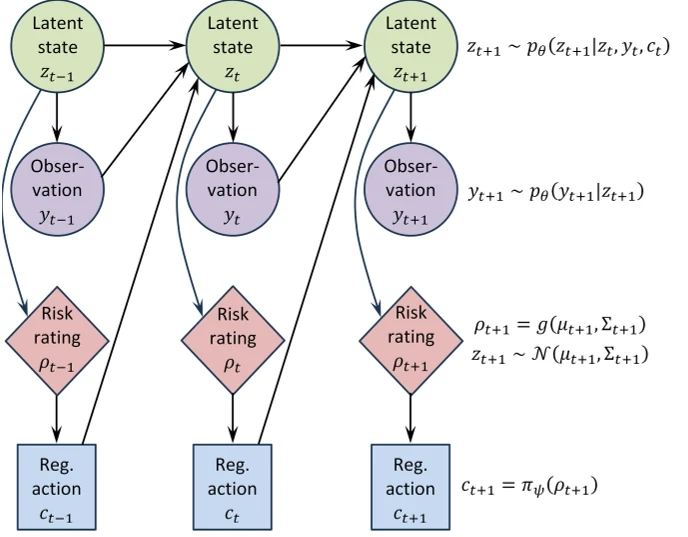 Latent
state
z_{t−1}
Latent
state
z_t
Latent
state
z_{t+1}
z_{t+1} ~ p_θ(z_{t+1}|z_t, y_t, c_t)
Obser-
vation
y_{t−1}
Obser-
vation
y_t
Obser-
vation
y_{t+1}
y_{t+1} ~ p_θ(y_{t+1}|z_{t+1})
Risk
rating
ρ_{t−1}
Risk
rating
ρ_t
Risk
rating
ρ_{t+1}
ρ_{t+1} = g(μ_{t+1}, Σ_{t+1})
z_{t+1} ~ 𝒩(μ_{t+1}, Σ_{t+1})
Reg.
action
c_{t−1}
Reg.
action
c_t
Reg.
action
c_{t+1}
c_{t+1} = π_ψ(ρ_{t+1})